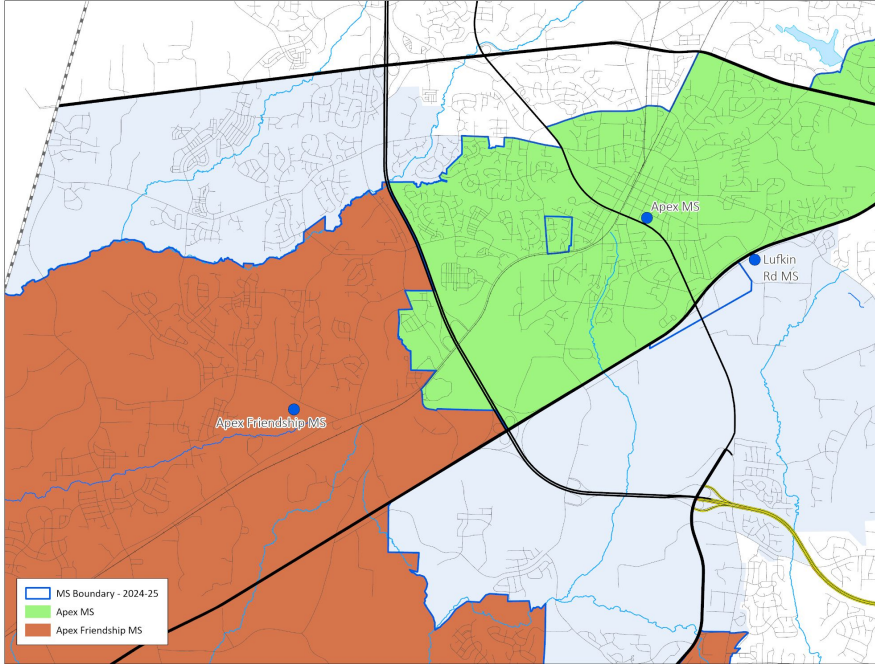 Apex MS
Lufkin
Rd MS
Apex Friendship MS
MS Boundary - 2024-25
Apex MS
Apex Friendship MS